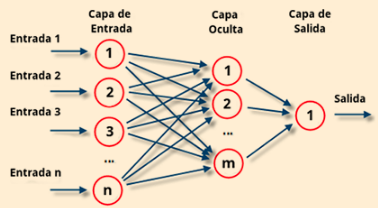 Capa de
Entrada
Capa
Oculta
Capa de
Salida
Entrada 1
1
Entrada 2
2
Entrada 3
3
...
Entrada n
n
1
2
...
m
1
Salida